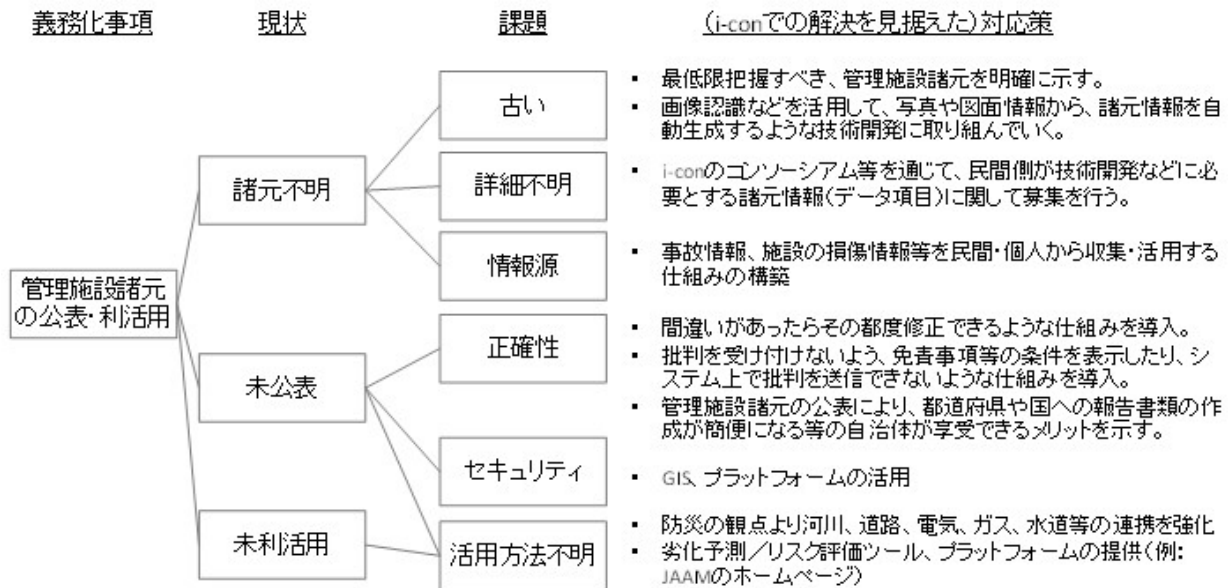 義務化事項 現状 課題 (i-conでの解決を見据えた)対応策
管理施設諸元
の公表・利活用
諸元不明
未公表
未利活用
古い
詳細不明
情報源
正確性
セキュリティ
活用方法不明
▪ 最低限把握すべき、管理施設諸元を明確に示す。
▪ 画像認識などを活用して、写真や図面情報から、諸元情報を自
動生成するような技術開発に取り組んでいく。
▪ i-conのコンソーシアム等を通じて、民間側が技術開発などに必
要とする諸元情報(データ項目)に関して募集を行う。
▪ 事故情報、施設の損傷情報等を民間・個人から収集・活用する
仕組みの構築
▪ 間違いがあったらその都度修正できるような仕組みを導入。
▪ 批判を受け付けないよう、免責事項等の条件を表示したり、シ
ステム上で批判を送信できないような仕組みを導入。
▪ 管理施設諸元の公表により、都道府県や国への報告書類の作
成が簡便になる等の自治体が享受できるメリットを示す。
▪ GIS、プラットフォームの活用
▪ 防災の観点より河川、道路、電気、ガス、水道等の連携を強化
▪ 劣化予測/リスク評価ツール、プラットフォームの提供(例:
JAAMのホームページ)